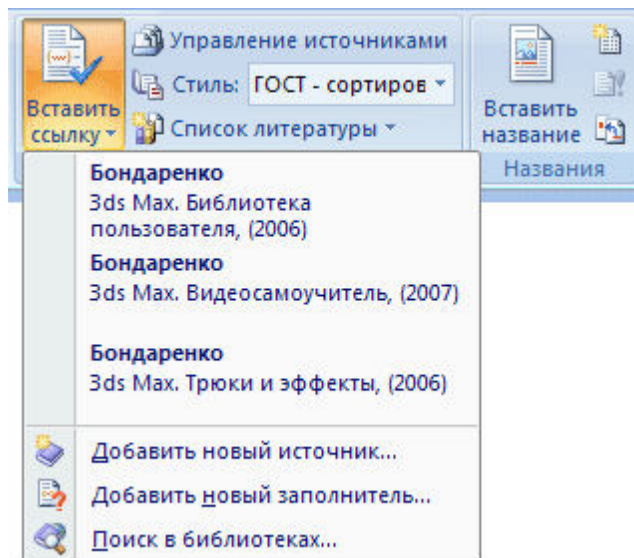 Управление источниками
Стиль: ГОСТ - сортиров
Список литературы
Вставить
ссылку
Вставить
название
Названия
Бондаренко
3ds Max. Библиотека
пользователя, (2006)
Бондаренко
3ds Max. Видеосамоучитель, (2007)
Бондаренко
3ds Max. Трюки и эффекты, (2006)
Добавить новый источник...
Добавить новый заполнитель...
Поиск в библиотеках...